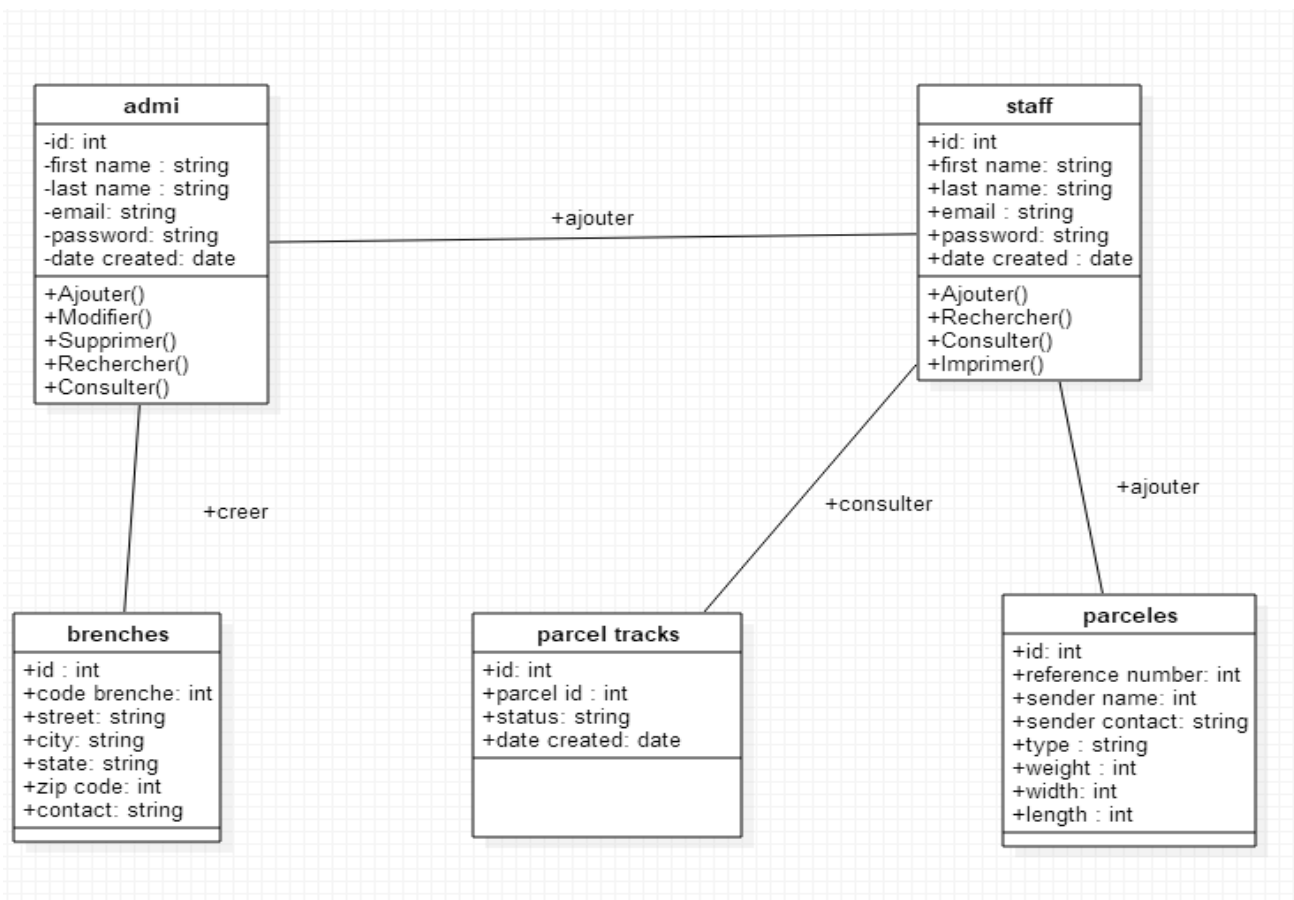 admi
-id: int
-first name : string
-last name : string
-email: string
-password: string
-date created: date
+Ajouter()
+Modifier()
+Supprimer()
+Rechercher()
+Consulter()
+ajouter
staff
+id: int
+first name: string
+last name: string
+email : string
+password: string
+date created : date
+Ajouter()
+Rechercher()
+Consulter()
+Imprimer()
+creer
+consulter
+ajouter
brenches
+id : int
+code brenche: int
+street: string
+city: string
+state: string
+zip code: int
+contact: string
parcel tracks
+id: int
+parcel id : int
+status: string
+date created: date
parceles
+id: int
+reference number: int
+sender name: int
+sender contact: string
+type : string
+weight : int
+width: int
+length : int